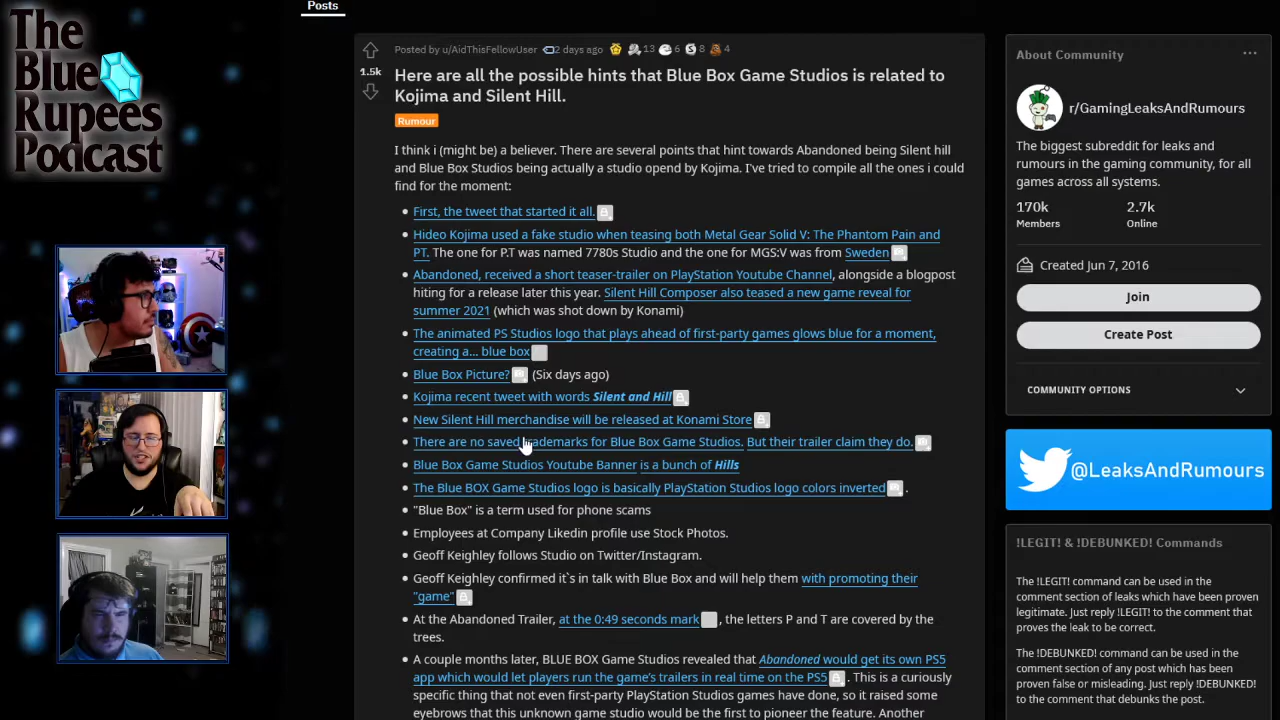 The
Blue
Rupees
Podcast
Posts
Posted by u/AidThisFellowUser 2 days ago 13 6 8 4
1.5k
Here are all the possible hints that Blue Box Game Studios is related to
Kojima and Silent Hill.
Rumour
I think i (might be) a believer. There are several points that hint towards Abandoned being Silent hill
and Blue Box Studios being actually a studio opend by Kojima. I've tried to compile all the ones i could
find for the moment:
• First, the tweet that started it all.
• Hideo Kojima used a fake studio when teasing both Metal Gear Solid V: The Phantom Pain and
PT. The one for P.T was named 7780s Studio and the one for MGS:V was from Sweden
• Abandoned, received a short teaser-trailer on PlayStation Youtube Channel, alongside a blogpost
hiting for a release later this year. Silent Hill Composer also teased a new game reveal for
summer 2021 (which was shot down by Konami)
• The animated PS Studios logo that plays ahead of first-party games glows blue for a moment,
creating a... blue box
• Blue Box Picture? (Six days ago)
• Kojima recent tweet with words Silent and Hill
• New Silent Hill merchandise will be released at Konami Store
• There are no saved trademarks for Blue Box Game Studios. But their trailer claim they do.
• Blue Box Game Studios Youtube Banner is a bunch of Hills
• The Blue BOX Game Studios logo is basically PlayStation Studios logo colors inverted .
• "Blue Box" is a term used for phone scams
• Employees at Company Likedin profile use Stock Photos.
• Geoff Keighley follows Studio on Twitter/Instagram.
• Geoff Keighley confirmed it`s in talk with Blue Box and will help them with promoting their
"game"
• At the Abandoned Trailer, at the 0:49 seconds mark , the letters P and T are covered by the
trees.
• A couple months later, BLUE BOX Game Studios revealed that Abandoned would get its own PS5
app which would let players run the game's trailers in real time on the PS5 . This is a curiously
specific thing that not even first-party PlayStation Studios games have done, so it raised some
eyebrows that this unknown game studio would be the first to pioneer the feature. Another
About Community
r/GamingLeaksAndRumours
The biggest subreddit for leaks and
rumours in the gaming community, for all
games across all systems.
170k 2.7k
Members Online
Created Jun 7, 2016
Join
Create Post
COMMUNITY OPTIONS
@LeaksAndRumours
!LEGIT! & !DEBUNKED! Commands
The !LEGIT! command can be used in the
comment section of leaks which have been proven
legitimate. Just reply !LEGIT! to the comment that
proves the leak to be correct.
The !DEBUNKED! command can be used in the
comment section of any post which has been
proven false or misleading. Just reply !DEBUNKED!
to the comment that debunks the post.